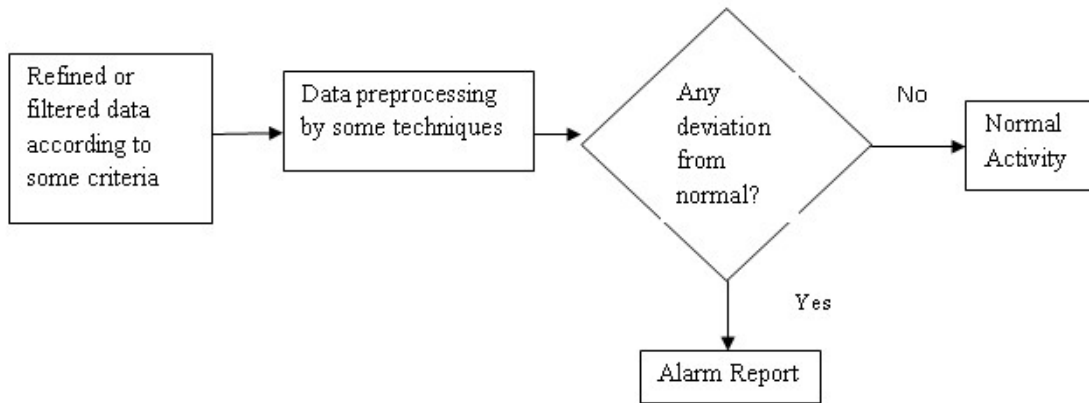 Refined or
filtered data
according to
some criteria
Data preprocessing
by some techniques
Any
deviation
from
normal?
No
Normal
Activity
Yes
Alarm Report